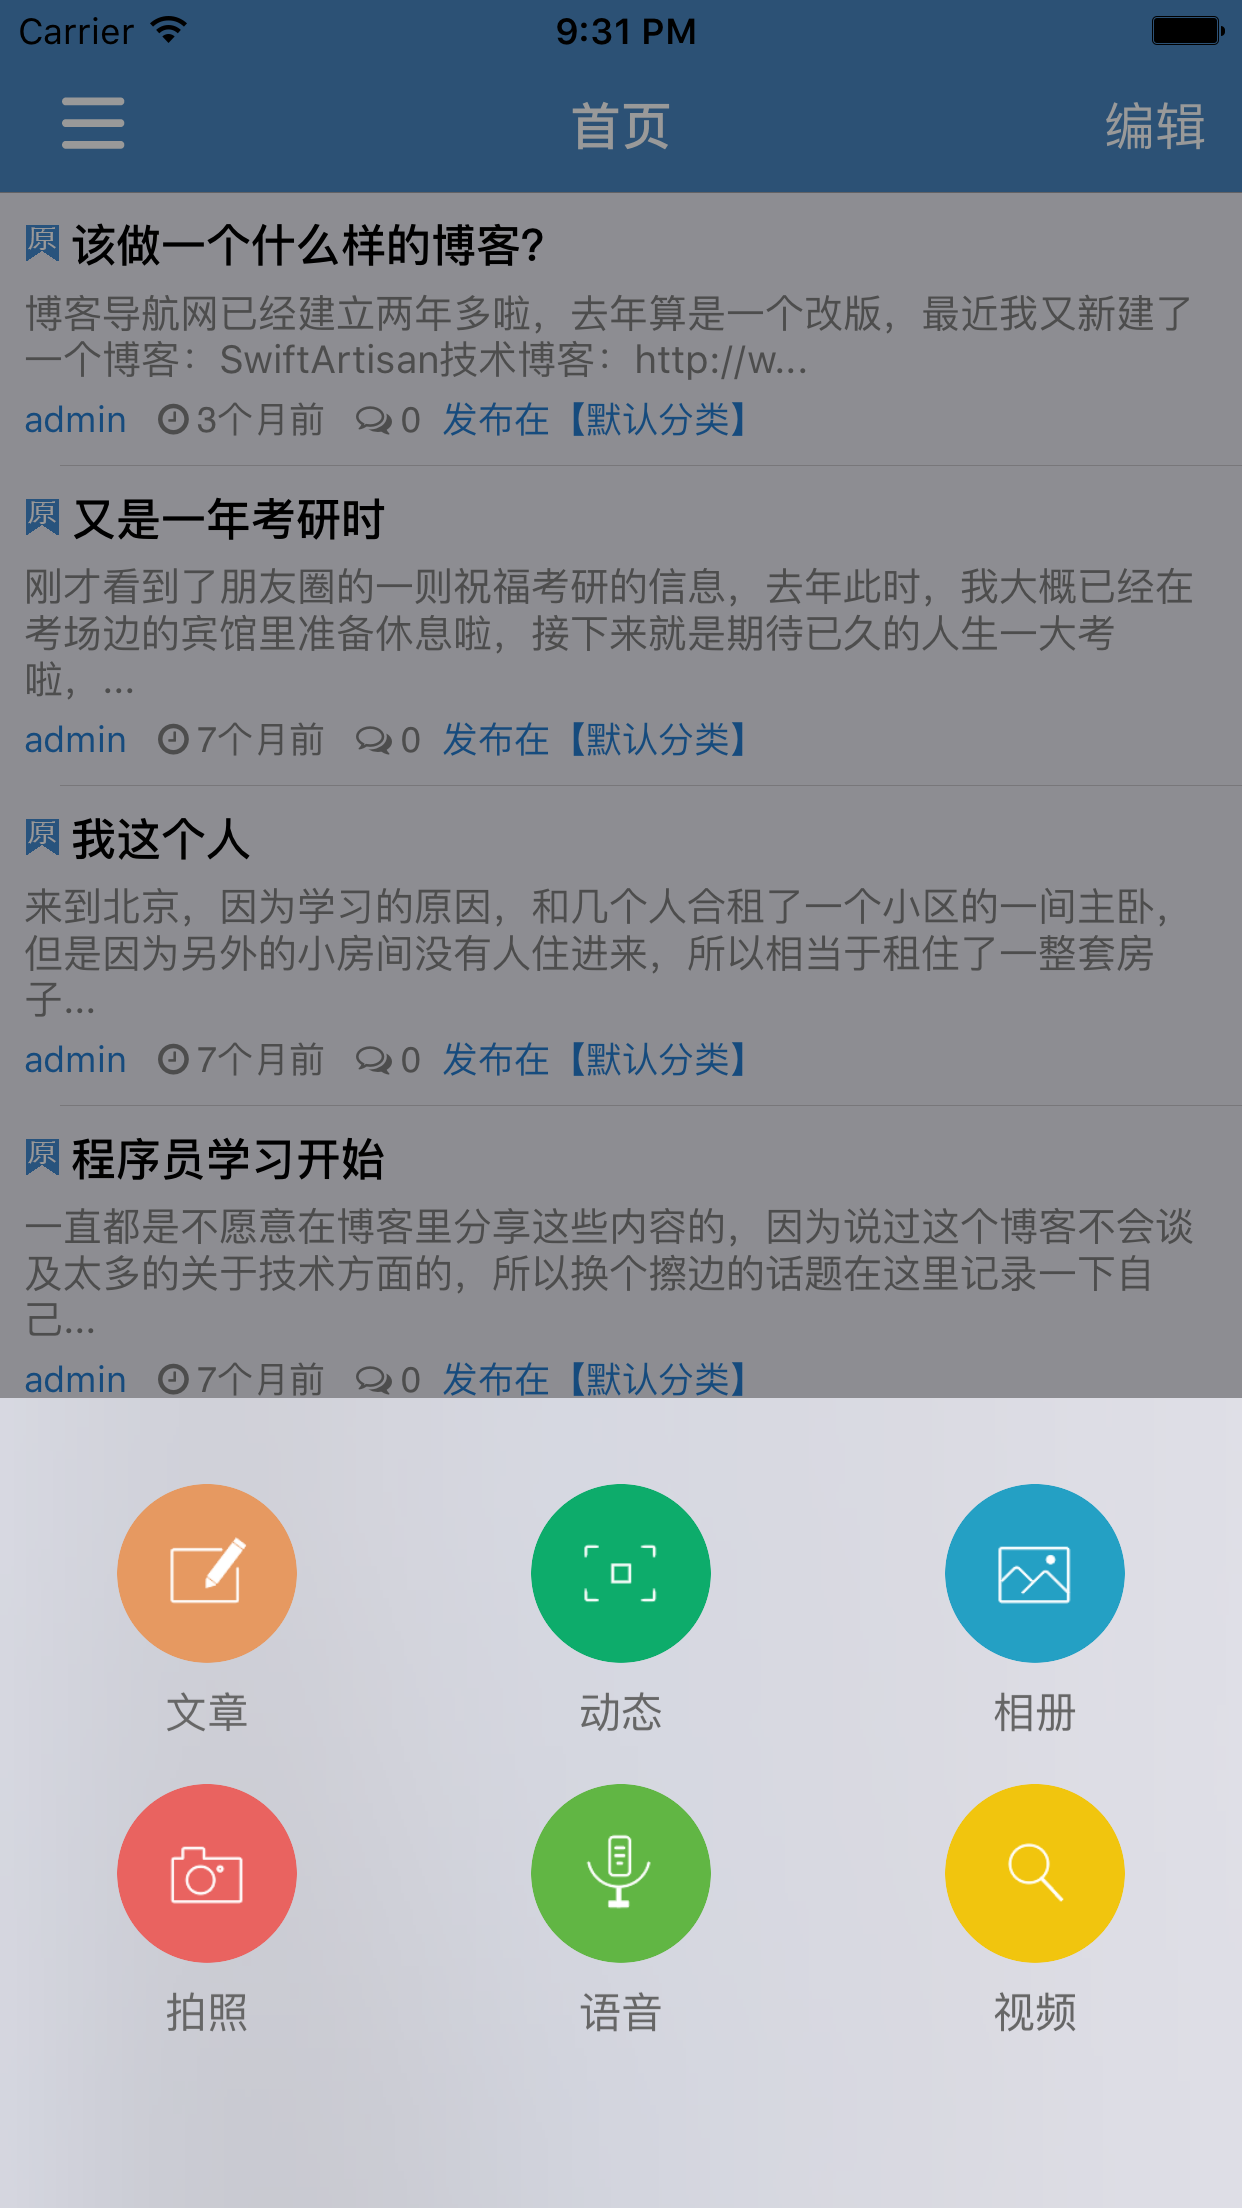 Carrier 9:31 PM
首页 编辑
原 该做一个什么样的博客?
博客导航网已经建立两年多啦，去年算是一个改版，最近我又新建了
一个博客：SwiftArtisan技术博客：http://w...
admin 3个月前 0 发布在【默认分类】
原 又是一年考研时
刚才看到了朋友圈的一则祝福考研的信息，去年此时，我大概已经在
考场边的宾馆里准备休息啦，接下来就是期待已久的人生一大考
啦，...
admin 7个月前 0 发布在【默认分类】
原 我这个人
来到北京，因为学习的原因，和几个人合租了一个小区的一间主卧，
但是因为另外的小房间没有人住进来，所以相当于租住了一整套房
子...
admin 7个月前 0 发布在【默认分类】
原 程序员学习开始
一直都是不愿意在博客里分享这些内容的，因为说过这个博客不会谈
及太多的关于技术方面的，所以换个擦边的话题在这里记录一下自
己...
admin 7个月前 0 发布在【默认分类】
文章 动态 相册
拍照 语音 视频